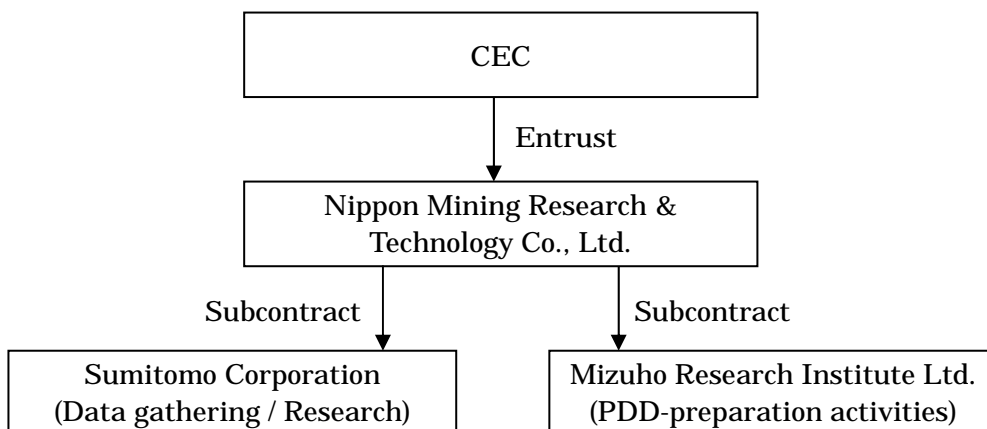 CEC
Entrust
Nippon Mining Research &
Technology Co., Ltd.
Subcontract
Subcontract
Sumitomo Corporation
(Data gathering / Research)
Mizuho Research Institute Ltd.
(PDD-preparation activities)